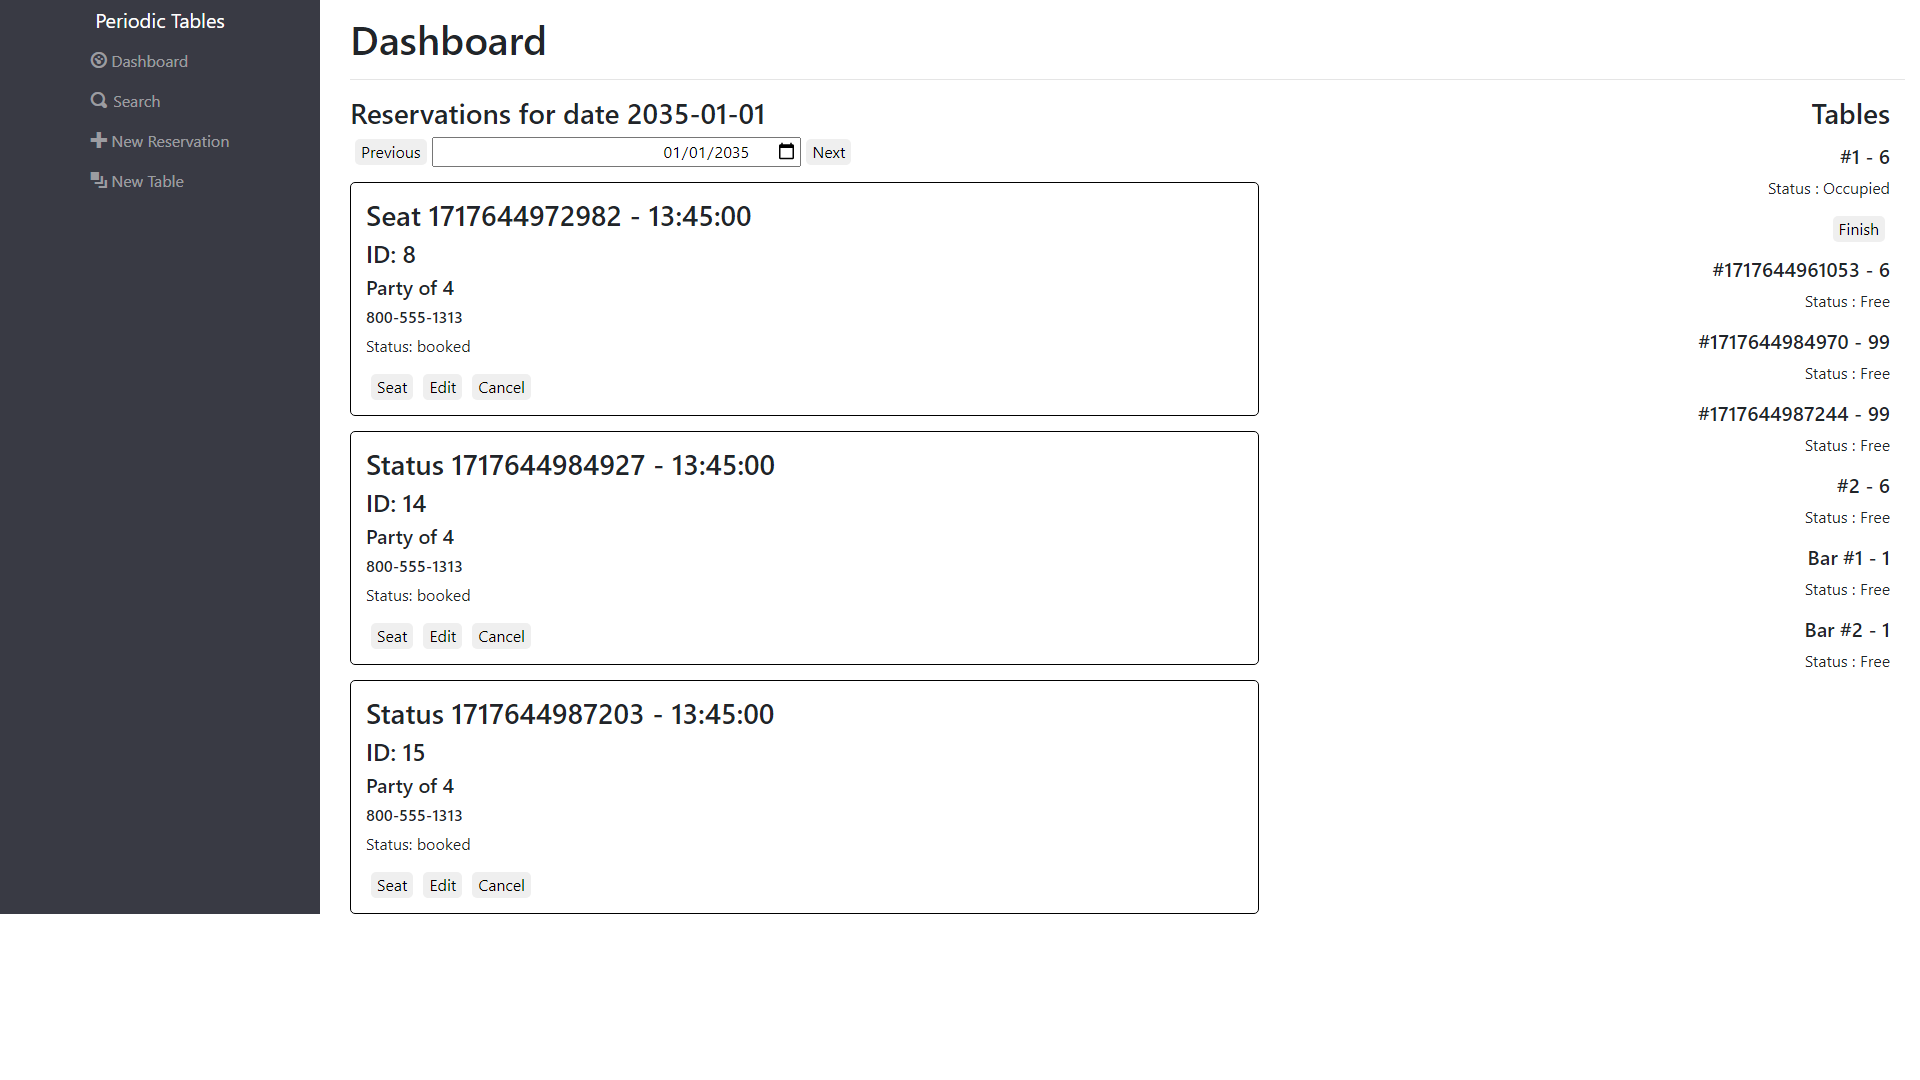 Periodic Tables
Dashboard
Search
New Reservation
New Table
Dashboard
Reservations for date 2035-01-01
Previous 01/01/2035 Next
Seat 1717644972982 - 13:45:00
ID: 8
Party of 4
800-555-1313
Status: booked
Seat Edit Cancel
Status 1717644984927 - 13:45:00
ID: 14
Party of 4
800-555-1313
Status: booked
Seat Edit Cancel
Status 1717644987203 - 13:45:00
ID: 15
Party of 4
800-555-1313
Status: booked
Seat Edit Cancel
Tables
#1 - 6
Status : Occupied
Finish
#1717644961053 - 6
Status : Free
#1717644984970 - 99
Status : Free
#1717644987244 - 99
Status : Free
#2 - 6
Status : Free
Bar #1 - 1
Status : Free
Bar #2 - 1
Status : Free